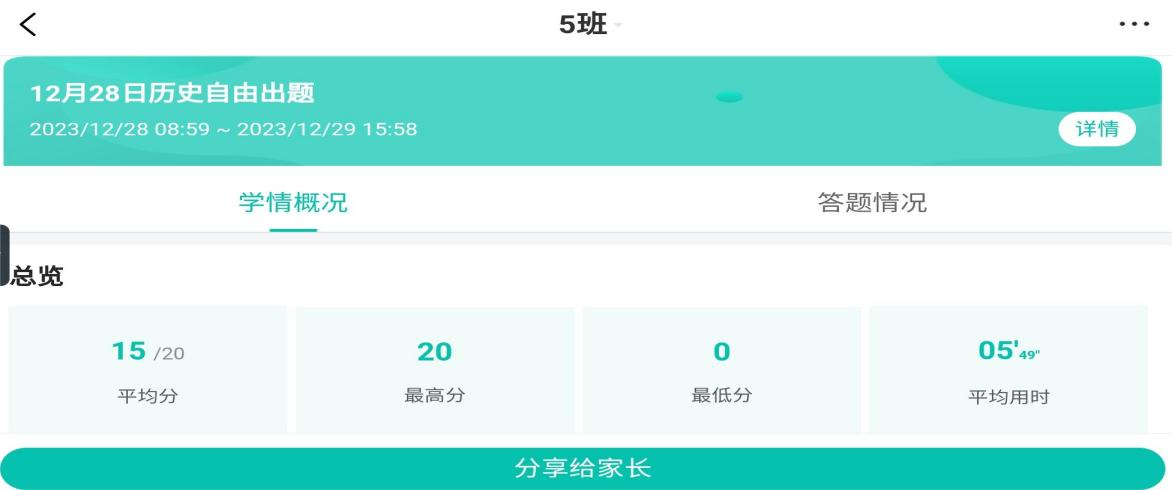 5班
12月28日历史自由出题
2023/12/28 08:59 ~ 2023/12/29 15:58
详情
学情概况 答题情况
总览
15 /20 20 0 05'49"
平均分 最高分 最低分 平均用时
分享给家长